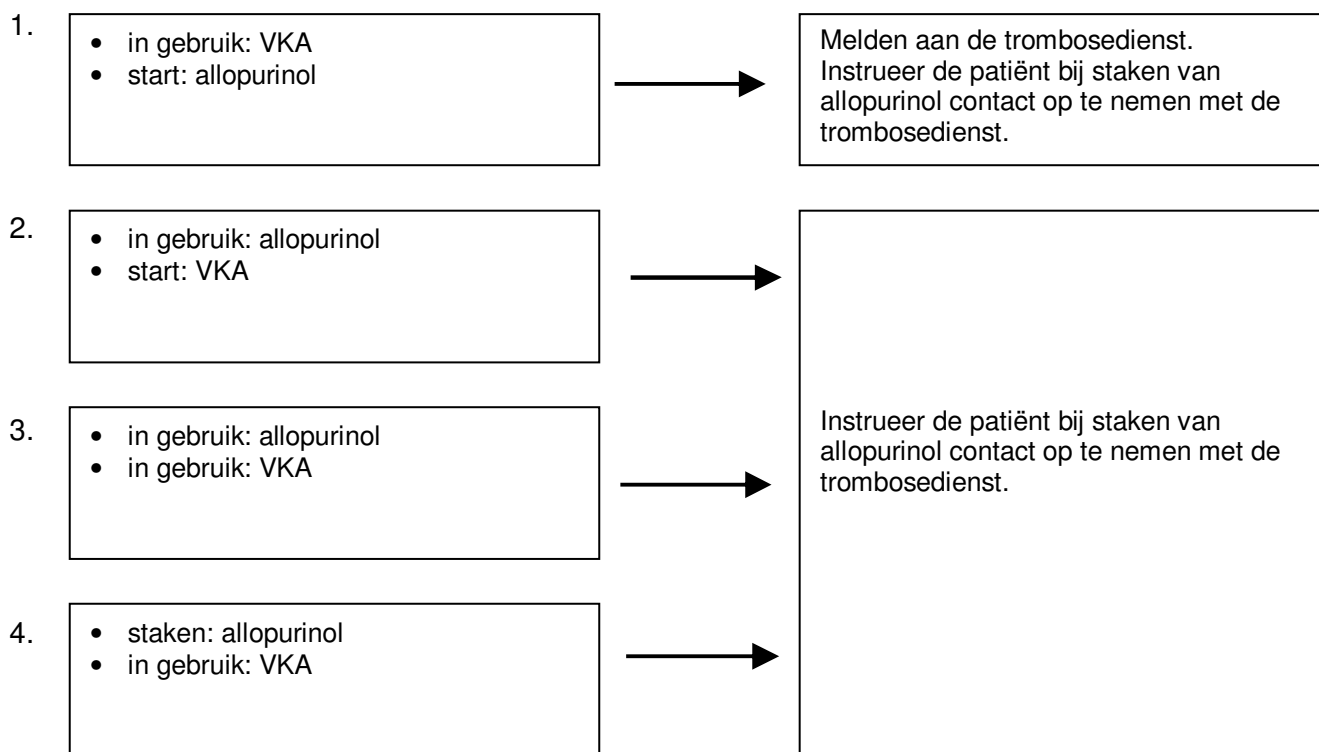 1.
• in gebruik: VKA
• start: allopurinol
Melden aan de trombosedienst.
Instrueer de patiënt bij staken van
allopurinol contact op te nemen met de
trombosedienst.
2.
• in gebruik: allopurinol
• start: VKA
3.
• in gebruik: allopurinol
• in gebruik: VKA
Instrueer de patiënt bij staken van
allopurinol contact op te nemen met de
trombosedienst.
4.
• staken: allopurinol
• in gebruik: VKA